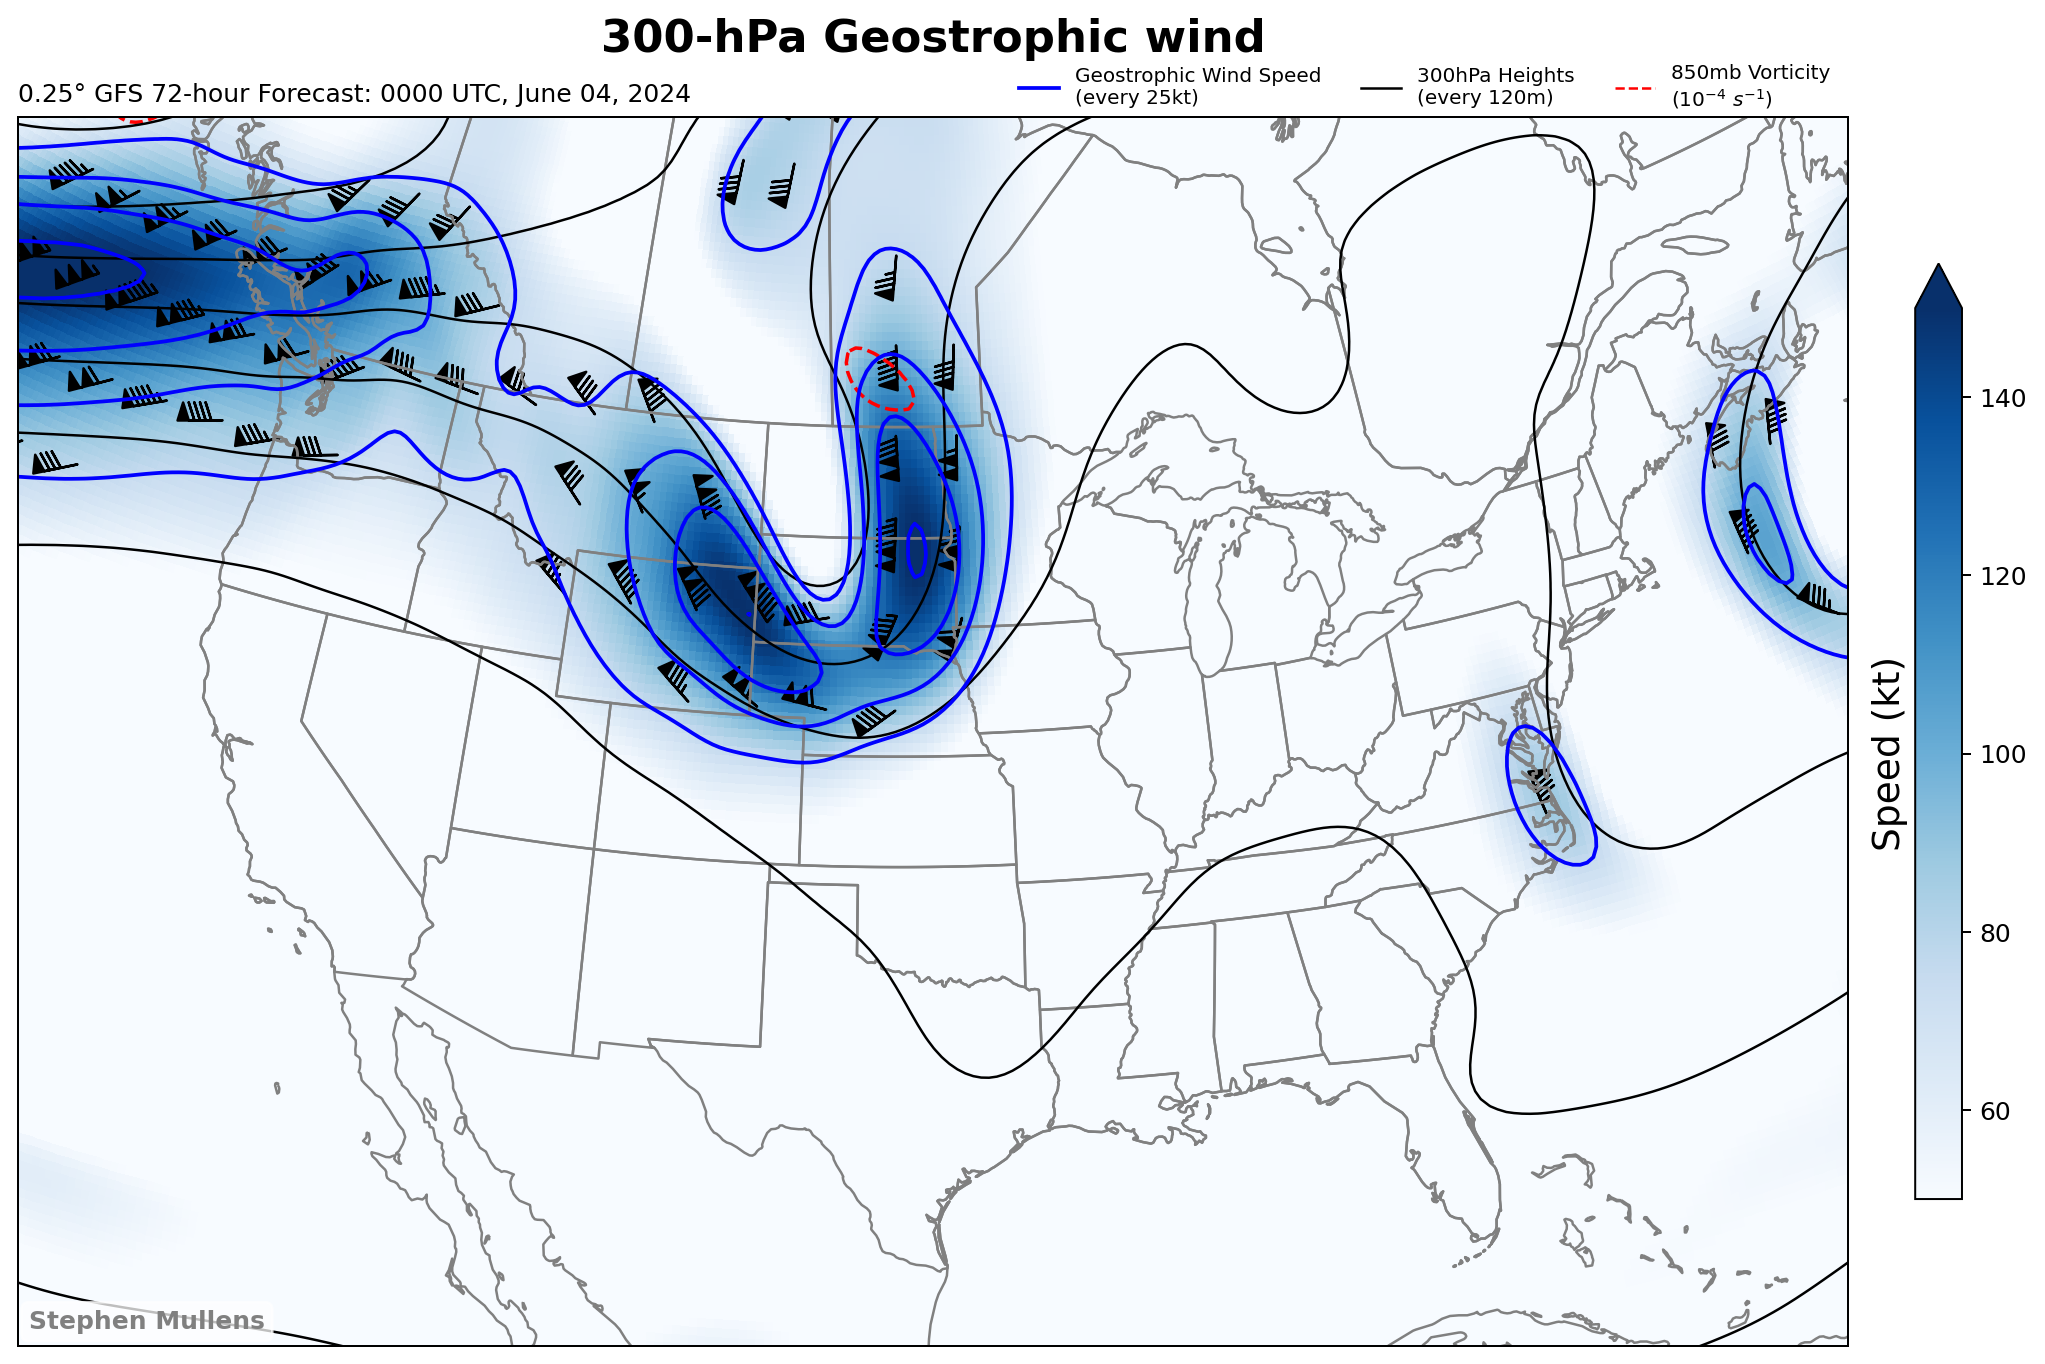 300-hPa Geostrophic wind
0.25° GFS 72-hour Forecast: 0000 UTC, June 04, 2024
Geostrophic Wind Speed
(every 25kt)
300hPa Heights
(every 120m)
850mb Vorticity
(10⁻⁴ s⁻¹)
140
120
100
80
60
Speed (kt)
Stephen Mullens